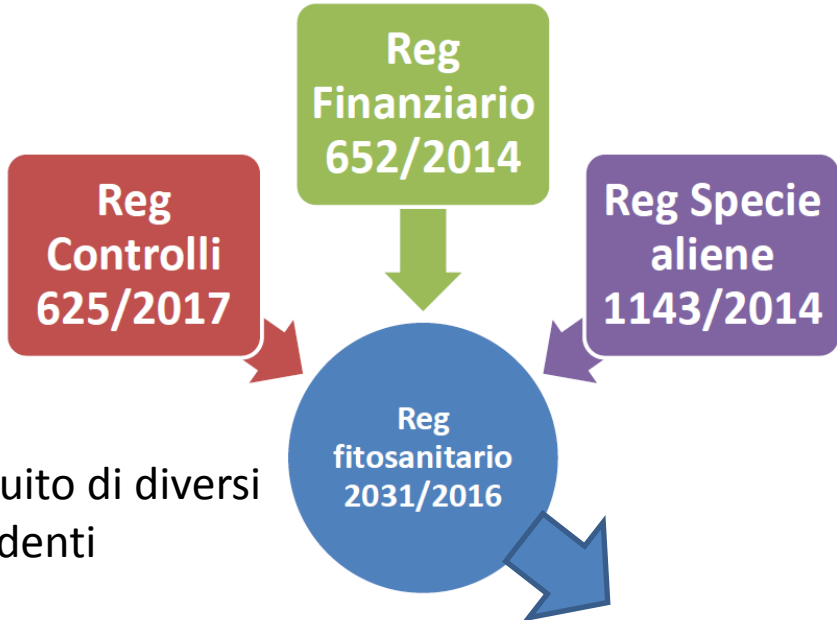 Reg
Finanziario
652/2014
Reg
Controlli
625/2017
Reg Specie
aliene
1143/2014
Reg
fitosanitario
2031/2016
uito di diversi
denti